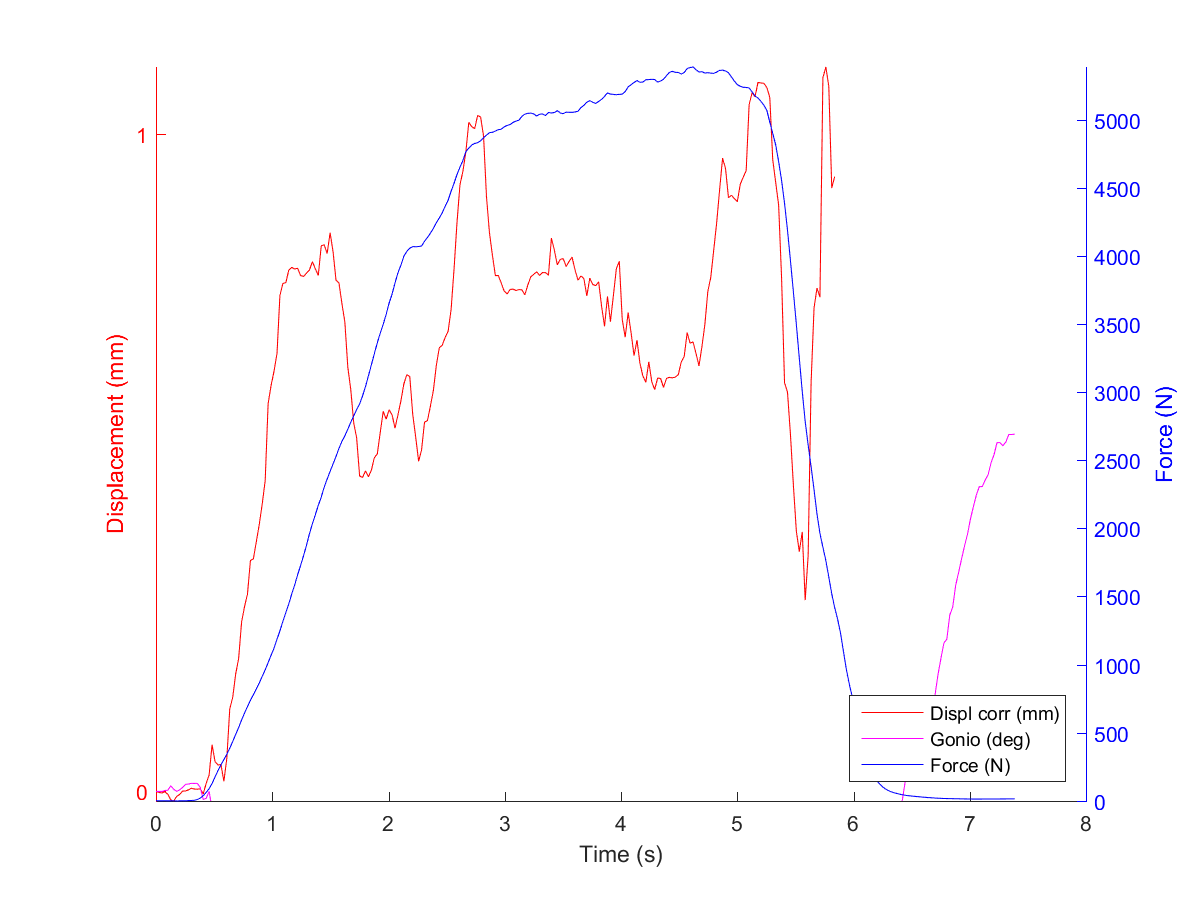 1
0
Displacement (mm)
5000
4500
4000
3500
3000
2500
2000
1500
1000
500
0
Force (N)
Displ corr (mm)
Gonio (deg)
Force (N)
0 1 2 3 4 5 6 7 8
Time (s)